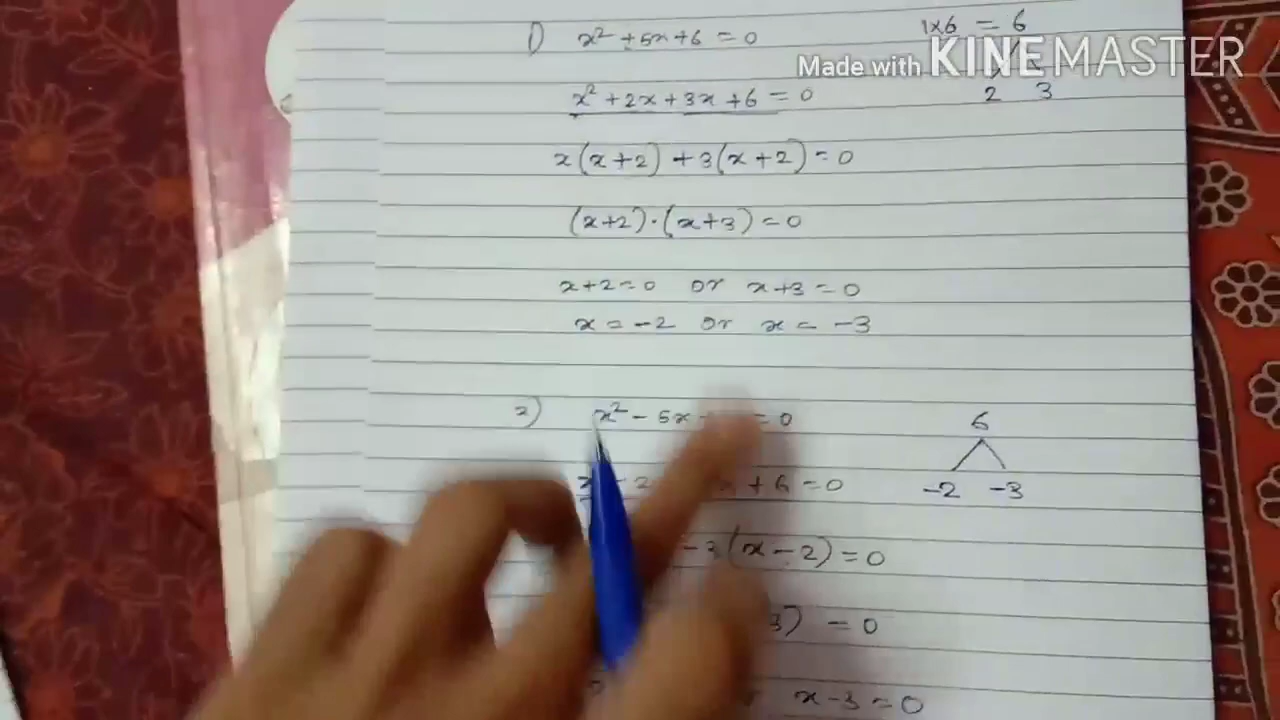 1) x² + 5x + 6 = 0
1×6 = 6
Made with KINEMASTER
x² + 2x + 3x + 6 = 0
2 3
x(x+2) + 3(x+2) = 0
(x+2)·(x+3) = 0
x+2=0 or x+3=0
x = -2 or x = -3
2) x² - 5x = 0
6
+ 6 = 0
-2 -3
- 3(x-2) = 0
3) = 0
x-3=0